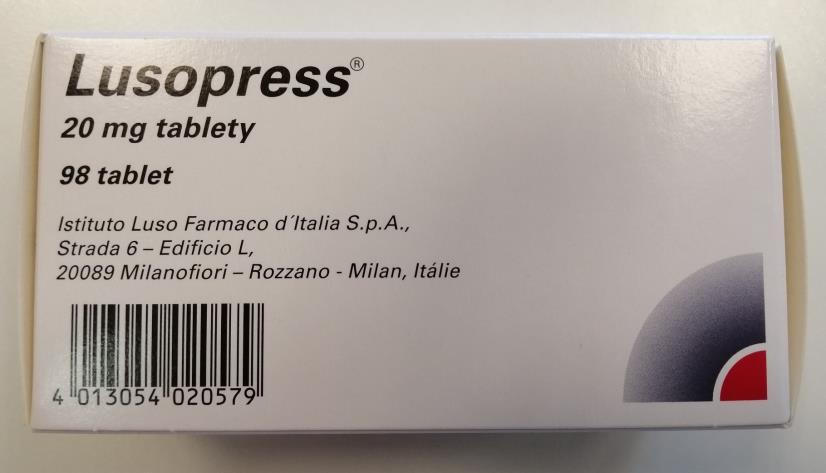 Lusopress®
20 mg tablety
98 tablet
Istituto Luso Farmaco d´Italia S.p.A.,
Strada 6 – Edificio L,
20089 Milanofiori – Rozzano - Milan, Itálie
4 013054 020579